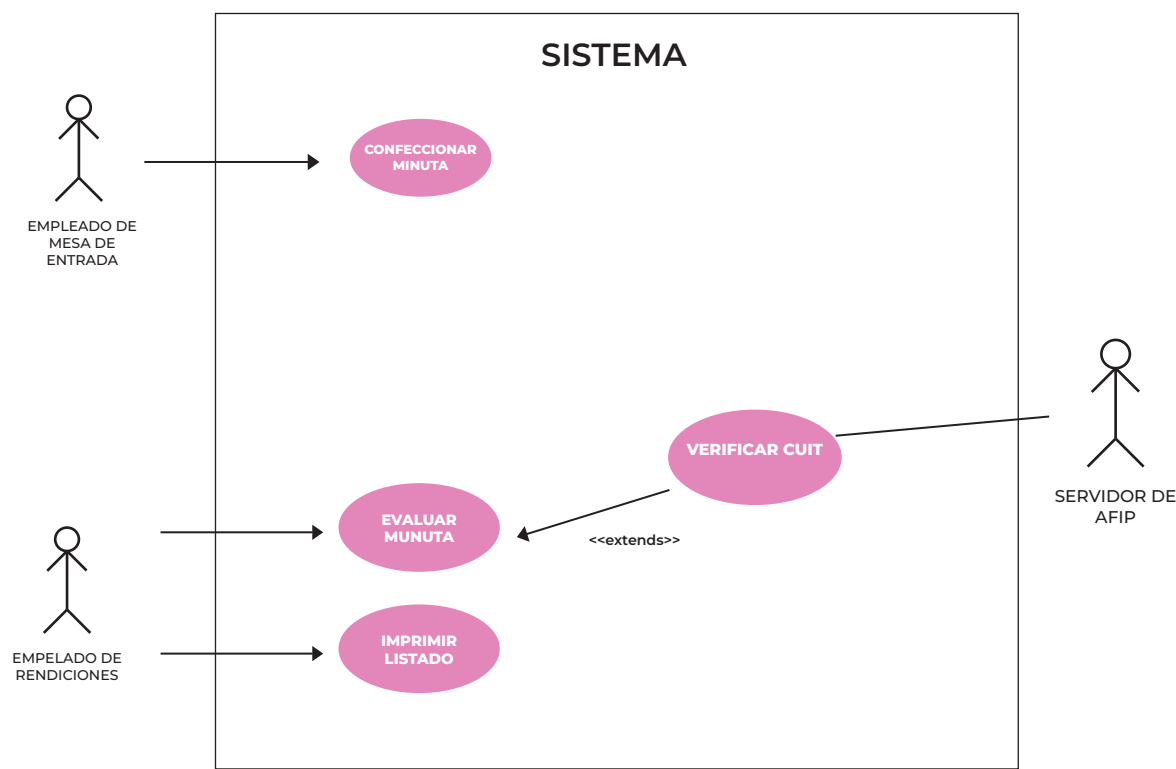 SISTEMA
CONFECCIONAR
MINUTA
EMPLEADO DE
MESA DE
ENTRADA
VERIFICAR CUIT
SERVIDOR DE
AFIP
EVALUAR
MUNUTA
<<extends>>
IMPRIMIR
LISTADO
EMPELADO DE
RENDICIONES